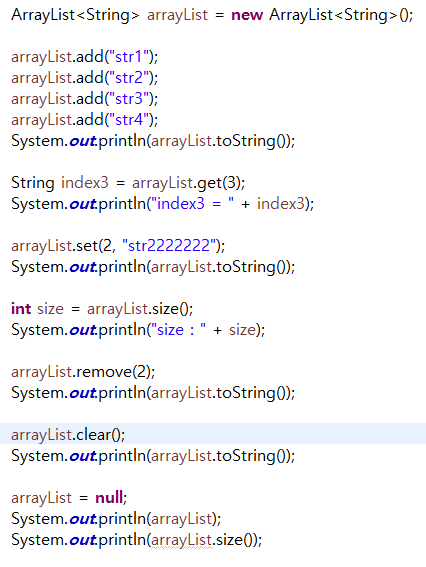 ArrayList<String> arrayList = new ArrayList<String>();
arrayList.add("str1");
arrayList.add("str2");
arrayList.add("str3");
arrayList.add("str4");
System.out.println(arrayList.toString());
String index3 = arrayList.get(3);
System.out.println("index3 = " + index3);
arrayList.set(2, "str2222222");
System.out.println(arrayList.toString());
int size = arrayList.size();
System.out.println("size : " + size);
arrayList.remove(2);
System.out.println(arrayList.toString());
arrayList.clear();
System.out.println(arrayList.toString());
arrayList = null;
System.out.println(arrayList);
System.out.println(arrayList.size());